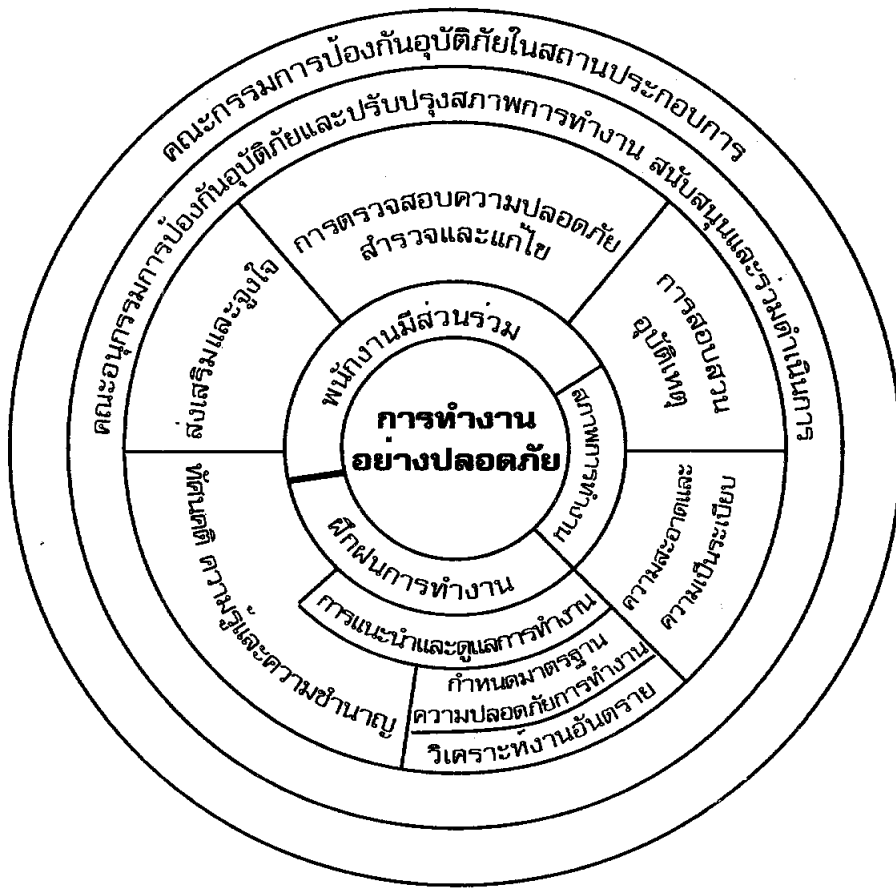 คณะกรรมการป้องกันอุบัติภัยในสถานประกอบการ
คณะอนุกรรมการป้องกันอุบัติภัยและปรับปรุงสภาพการทำงาน สนับสนุนและร่วมดำเนินการ
การตรวจสอบความปลอดภัย
สำรวจและแก้ไข
ส่งเสริมและจูงใจ
การสอบสวน
อุบัติเหตุ
พนักงานมีส่วนร่วม
สภาพการทำงาน
การทำงาน
อย่างปลอดภัย
ฝึกฝนการทำงาน
ความสะอาดและ
ความเป็นระเบียบ
ทัศนคติ ความรู้และความชำนาญ
การแนะนำและดูแลการทำงาน
กำหนดมาตรฐาน
ความปลอดภัยการทำงาน
วิเคราะห์งานอันตราย